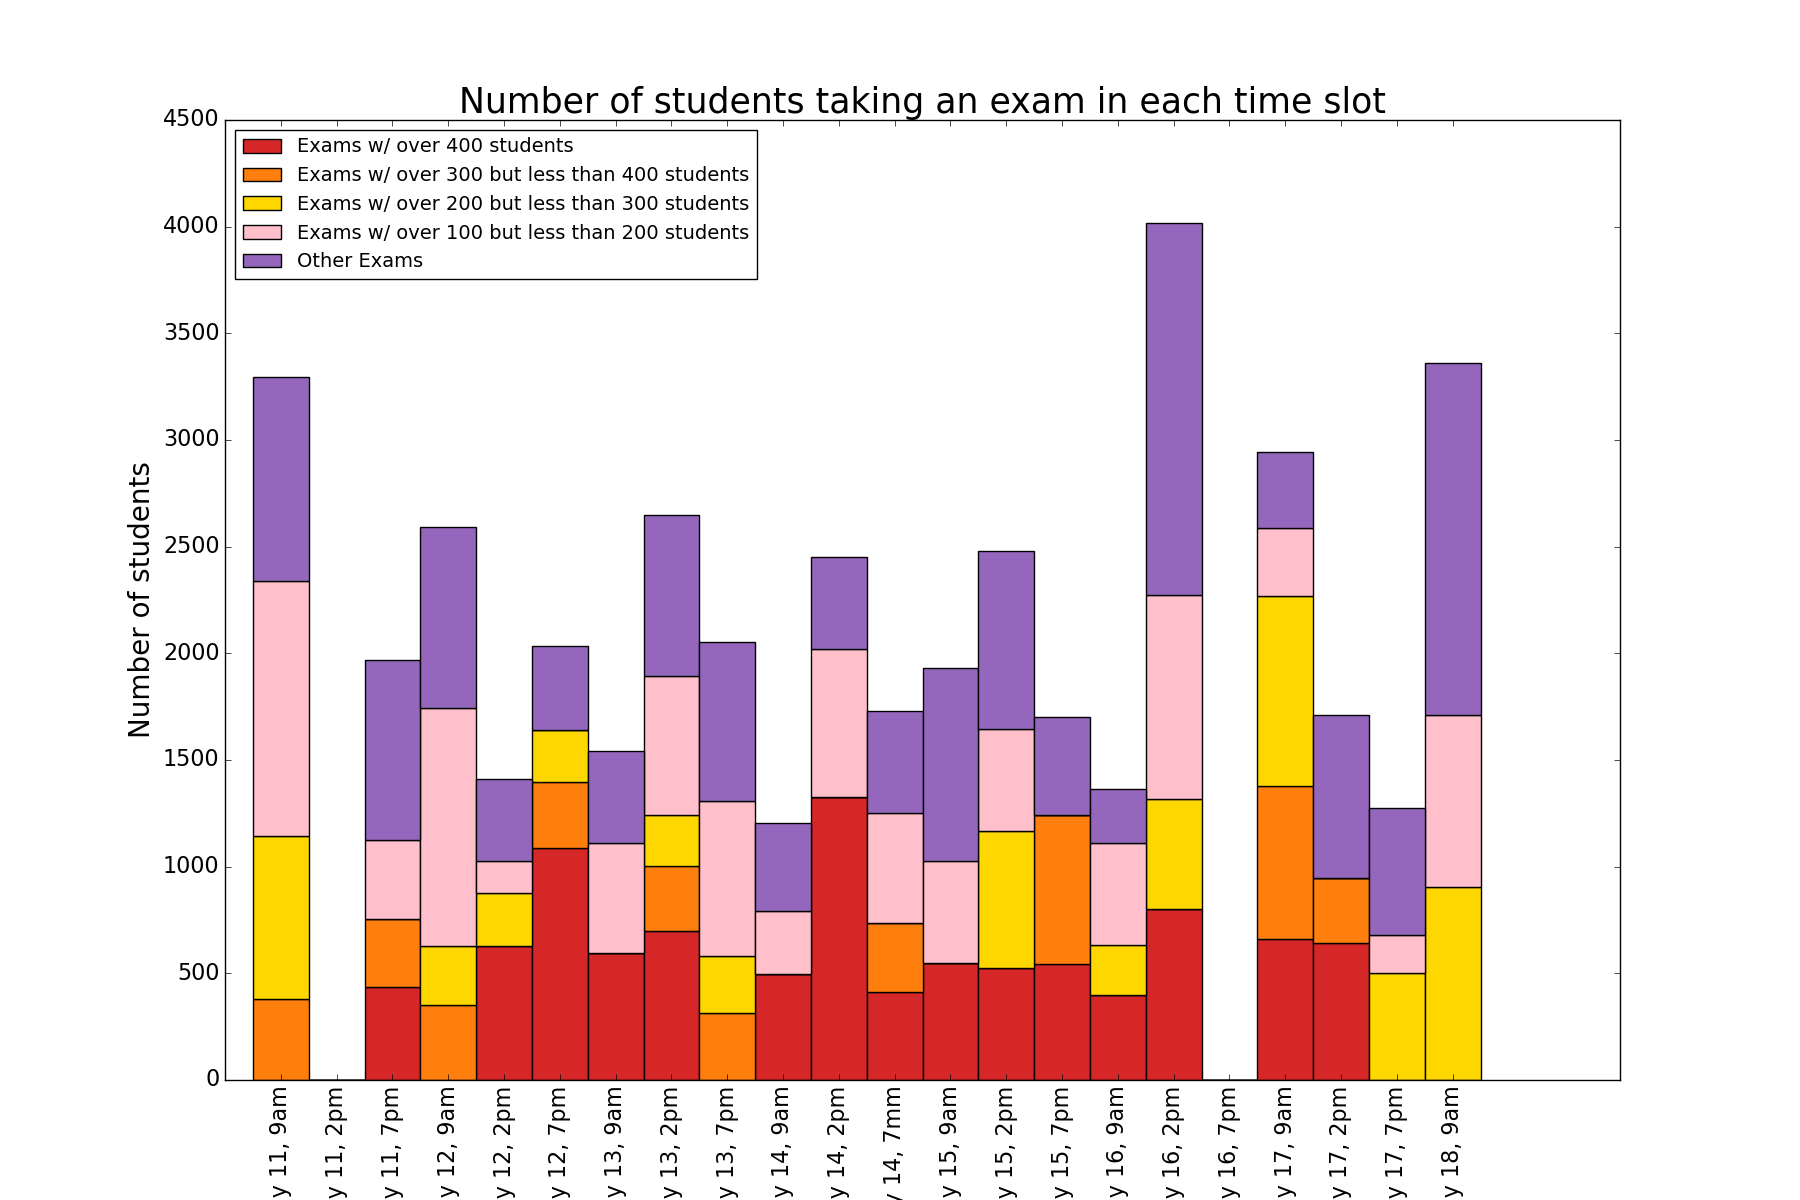 Number of students taking an exam in each time slot
4500
4000
3500
3000
2500
2000
1500
1000
500
0
Number of students
Exams w/ over 400 students
Exams w/ over 300 but less than 400 students
Exams w/ over 200 but less than 300 students
Exams w/ over 100 but less than 200 students
Other Exams
y 11, 9am
y 11, 2pm
y 11, 7pm
y 12, 9am
y 12, 2pm
y 12, 7pm
y 13, 9am
y 13, 2pm
y 13, 7pm
y 14, 9am
y 14, 2pm
y 14, 7mm
y 15, 9am
y 15, 2pm
y 15, 7pm
y 16, 9am
y 16, 2pm
y 16, 7pm
y 17, 9am
y 17, 2pm
y 17, 7pm
y 18, 9am